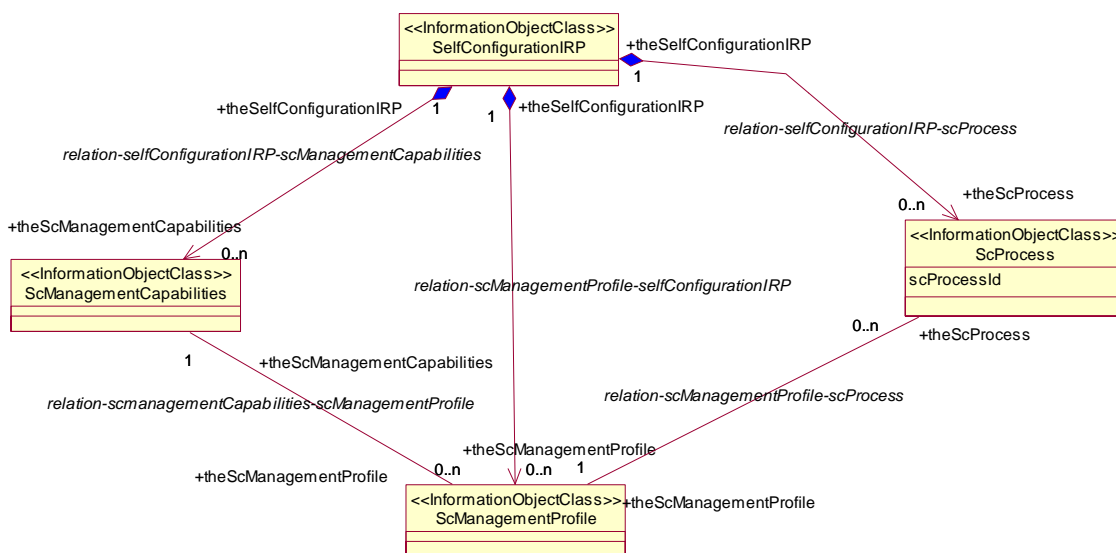 <<InformationObjectClass>>
SelfConfigurationIRP
+theSelfConfigurationIRP
1
+theSelfConfigurationIRP
1
1
+theSelfConfigurationIRP
relation-selfConfigurationIRP-scProcess
relation-selfConfigurationIRP-scManagementCapabilities
+theScProcess
0..n
+theScManagementCapabilities
0..n
<<InformationObjectClass>>
ScProcess
scProcessId
<<InformationObjectClass>>
ScManagementCapabilities
relation-scManagementProfile-selfConfigurationIRP
0..n
+theScProcess
1
+theScManagementCapabilities
relation-scmanagementCapabilities-scManagementProfile
relation-scManagementProfile-scProcess
+theScManagementProfile
+theScManagementProfile
0..n
0..n
1
<<InformationObjectClass>>
ScManagementProfile
+theScManagementProfile